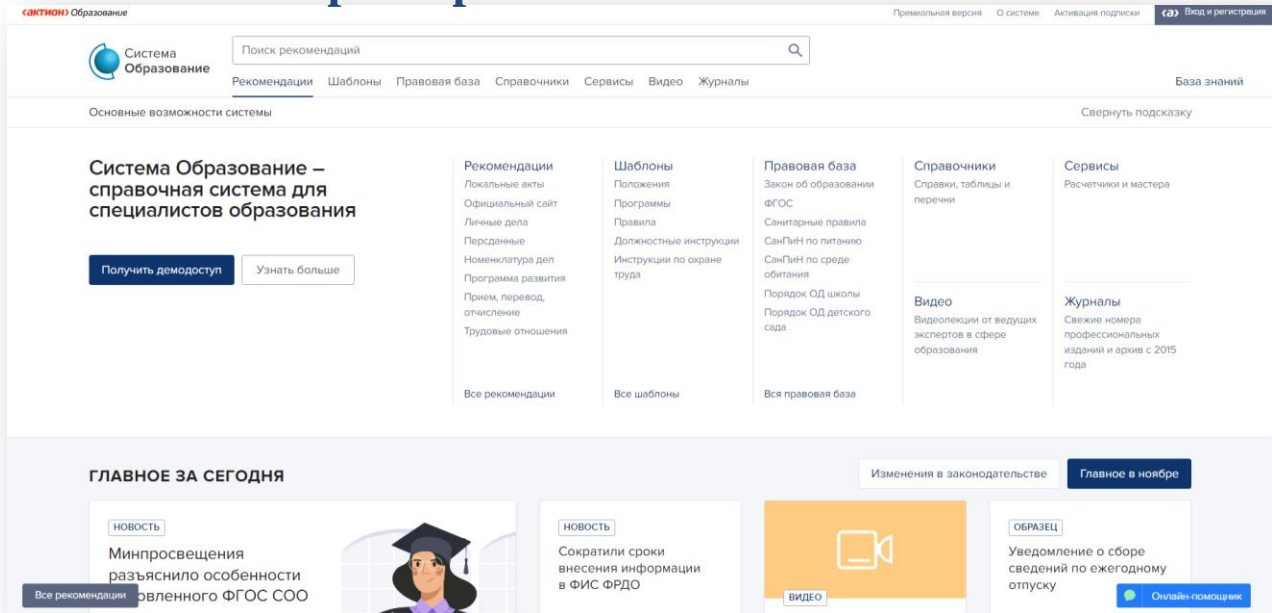 ‹АКТИОН› Образование
Премиальная версия О системе Активация подписки ‹а› Вход и регистрация
Система
Образование
Поиск рекомендаций
Рекомендации Шаблоны Правовая база Справочники Сервисы Видео Журналы
База знаний
Основные возможности системы
Свернуть подсказку
Система Образование –
справочная система для
специалистов образования
Получить демодоступ
Узнать больше
Рекомендации
Локальные акты
Официальный сайт
Личные дела
Персданные
Номенклатура дел
Программа развития
Прием, перевод,
отчисление
Трудовые отношения
Все рекомендации
Шаблоны
Положения
Программы
Правила
Должностные инструкции
Инструкции по охране
труда
Все шаблоны
Правовая база
Закон об образовании
ФГОС
Санитарные правила
СанПиН по питанию
СанПиН по среде
обитания
Порядок ОД школы
Порядок ОД детского
сада
Вся правовая база
Справочники
Справки, таблицы и
перечни
Сервисы
Расчетчики и мастера
Видео
Видеолекции от ведущих
экспертов в сфере
образования
Журналы
Свежие номера
профессиональных
изданий и архив с 2015
года
ГЛАВНОЕ ЗА СЕГОДНЯ
Изменения в законодательстве
Главное в ноябре
НОВОСТЬ
Минпросвещения
разъяснило особенности
ФГОС СОО
НОВОСТЬ
Сократили сроки
внесения информации
в ФИС ФРДО
ВИДЕО
ОБРАЗЕЦ
Уведомление о сборе
сведений по ежегодному
отпуску
Все рекомендации
Онлайн-помощник